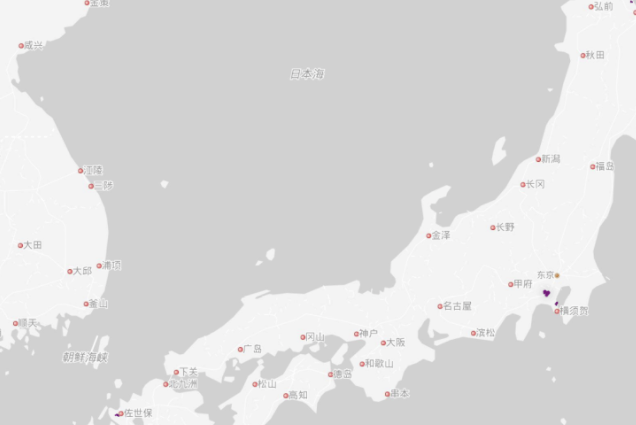 金策
弘前
咸兴
秋田
日本海
新潟
江陵
福岛
三陟
长冈
长野
金泽
大田
浦项
大邱
东京
甲府
釜山
名古屋
横须贺
顺天
滨松
冈山
神户
大阪
广岛
朝鲜海峡
和歌山
下关
德岛
北九州
松山
高知
串本
佐世保